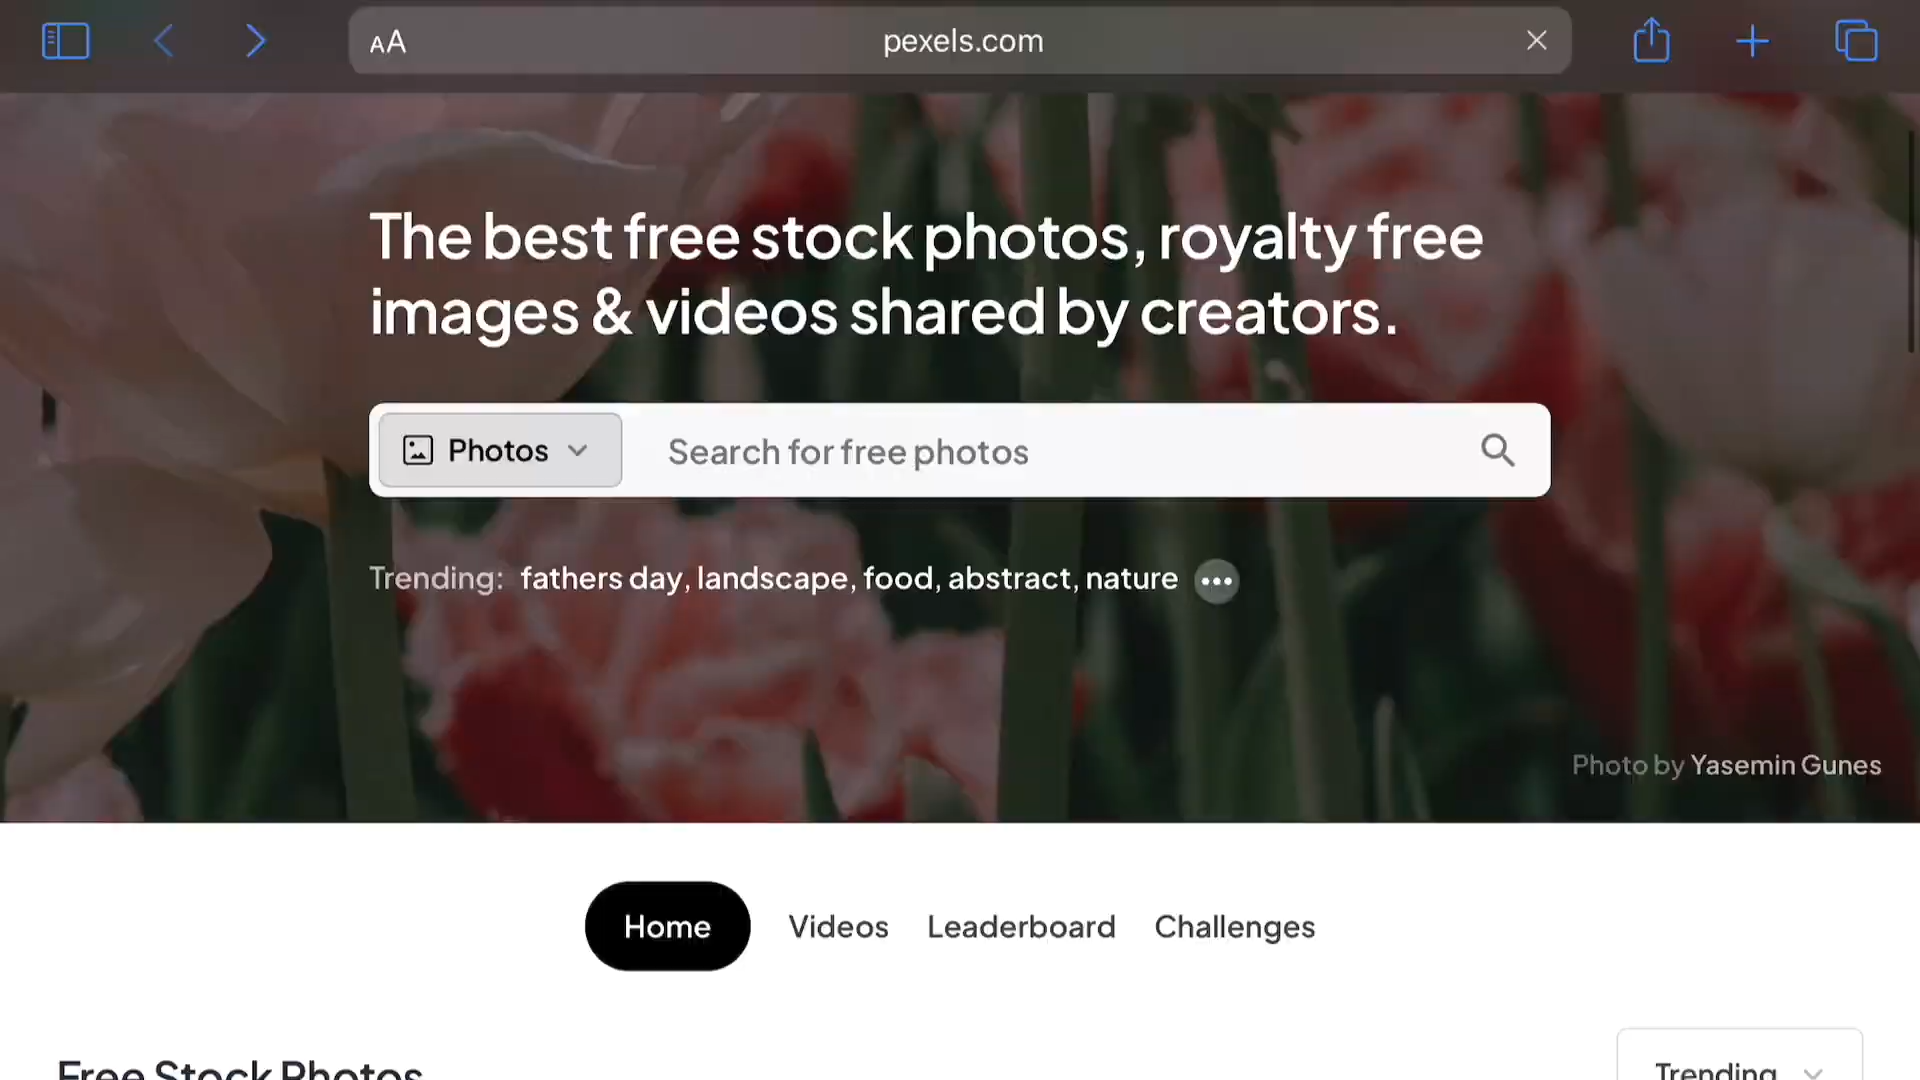 AA
pexels.com
The best free stock photos, royalty free
images & videos shared by creators.
Photos
Search for free photos
Trending: fathers day, landscape, food, abstract, nature
Photo by Yasemin Gunes
Home Videos Leaderboard Challenges
Free Stock Photos
Trending